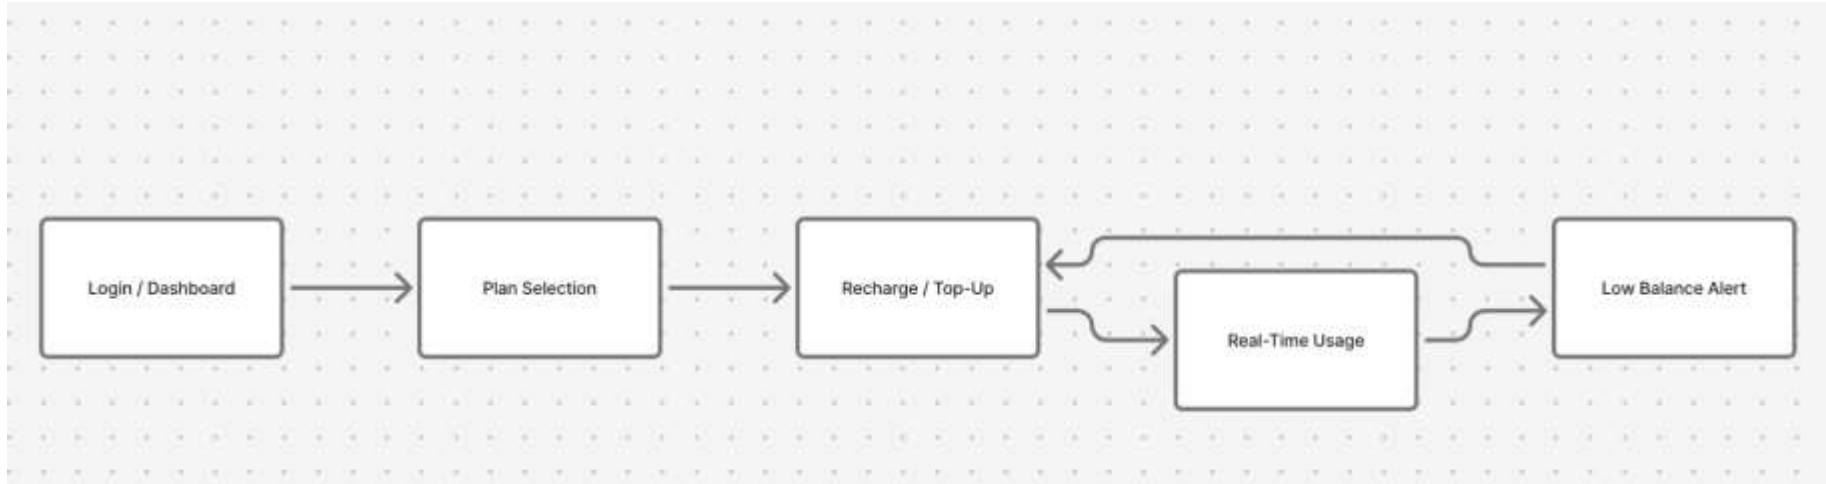 Login / Dashboard
Plan Selection
Recharge / Top-Up
Real-Time Usage
Low Balance Alert